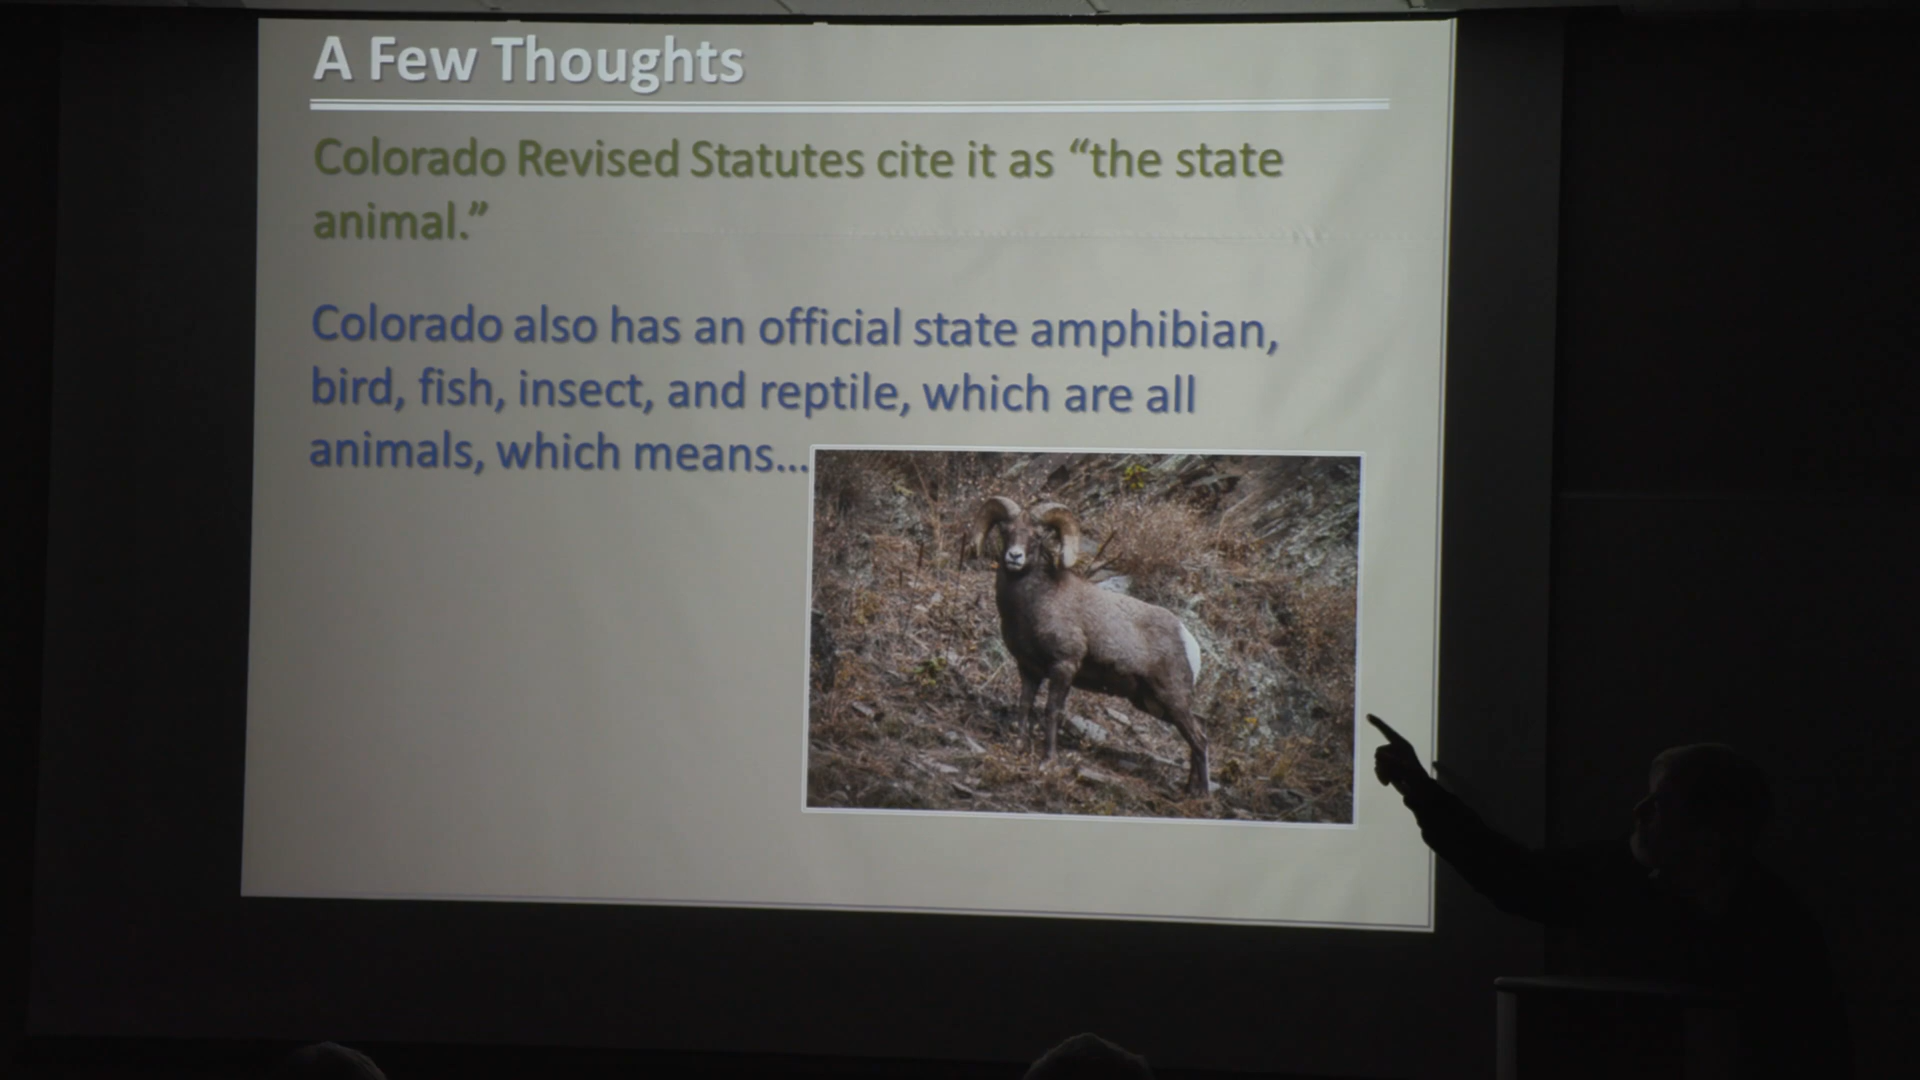 A Few Thoughts
Colorado Revised Statutes cite it as “the state
animal.”
Colorado also has an official state amphibian,
bird, fish, insect, and reptile, which are all
animals, which means...